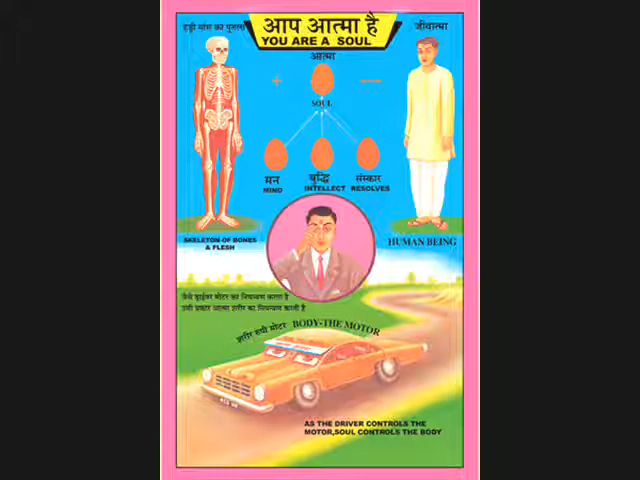 आप आत्मा है
YOU ARE A SOUL
हड्डी मांस का पुतला
जीवात्मा
आत्मा
+
SOUL
मन
MIND
बुद्धि
INTELLECT
संस्कार
RESOLVES
SKELETON OF BONES
& FLESH
HUMAN BEING
जैसे ड्राईवर मोटर का नियन्त्रण करता है
उसी प्रकार आत्मा शरीर का नियन्त्रण करती है
शरीर रुपी मोटर BODY-THE MOTOR
AS THE DRIVER CONTROLS THE
MOTOR,SOUL CONTROLS THE BODY